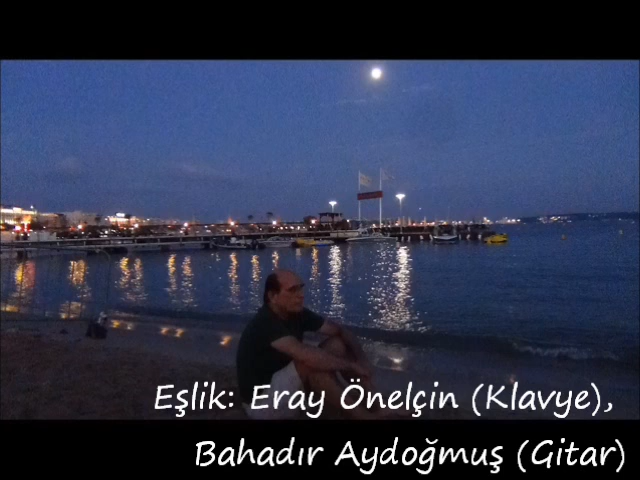 Eşlik: Eray Önelçin (Klavye),
Bahadır Aydoğmuş (Gitar)